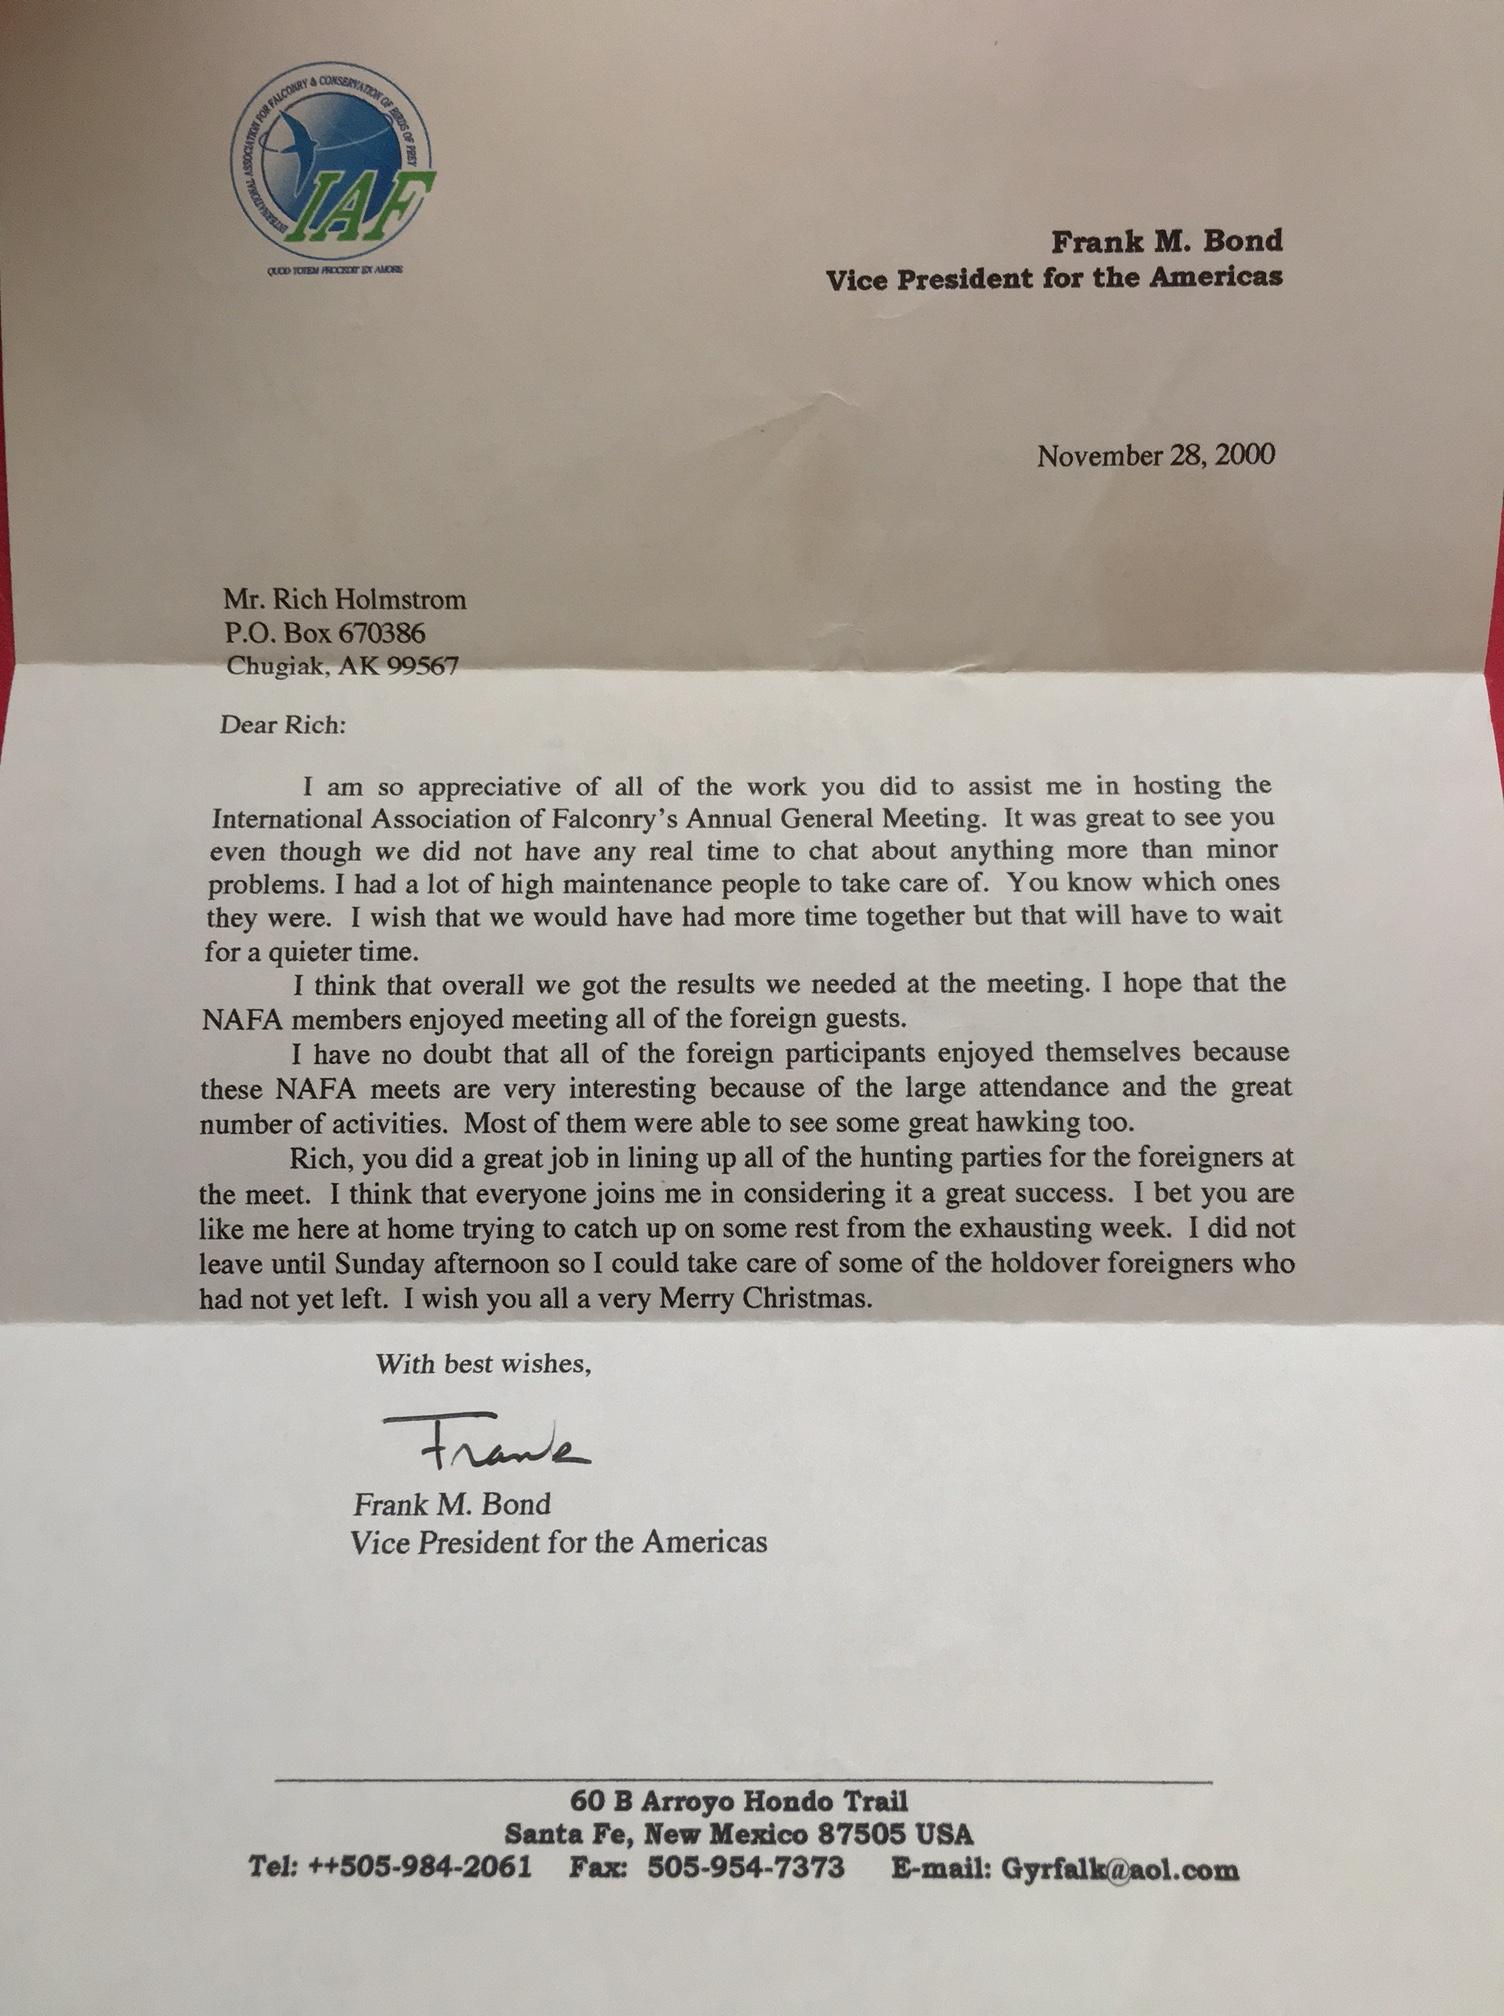 INTERNATIONAL ASSOCIATION FOR FALCONRY & CONSERVATION OF BIRDS OF PREY
IAF
QUOD TOTEM PROCEDIT EX AMORE
Frank M. Bond
Vice President for the Americas
November 28, 2000
Mr. Rich Holmstrom
P.O. Box 670386
Chugiak, AK 99567
Dear Rich:
I am so appreciative of all of the work you did to assist me in hosting the
International Association of Falconry's Annual General Meeting. It was great to see you
even though we did not have any real time to chat about anything more than minor
problems. I had a lot of high maintenance people to take care of. You know which ones
they were. I wish that we would have had more time together but that will have to wait
for a quieter time.
I think that overall we got the results we needed at the meeting. I hope that the
NAFA members enjoyed meeting all of the foreign guests.
I have no doubt that all of the foreign participants enjoyed themselves because
these NAFA meets are very interesting because of the large attendance and the great
number of activities. Most of them were able to see some great hawking too.
Rich, you did a great job in lining up all of the hunting parties for the foreigners at
the meet. I think that everyone joins me in considering it a great success. I bet you are
like me here at home trying to catch up on some rest from the exhausting week. I did not
leave until Sunday afternoon so I could take care of some of the holdover foreigners who
had not yet left. I wish you all a very Merry Christmas.
With best wishes,
Frank
Frank M. Bond
Vice President for the Americas
60 B Arroyo Hondo Trail
Santa Fe, New Mexico 87505 USA
Tel: ++505-984-2061 Fax: 505-954-7373 E-mail: Gyrfalk@aol.com